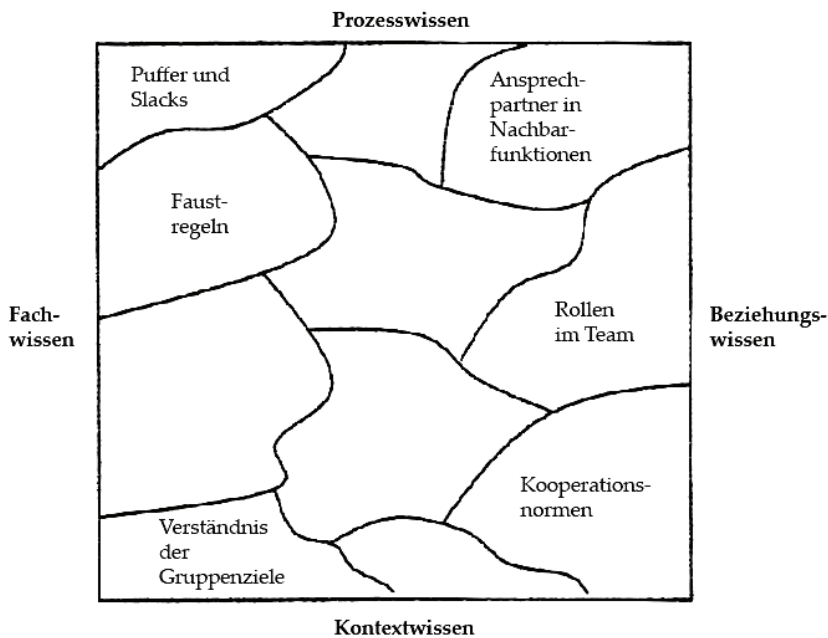 Prozesswissen
Puffer und
Slacks
Ansprech-
partner in
Nachbar-
funktionen
Faust-
regeln
Fach-
wissen
Rollen
im Team
Beziehungs-
wissen
Kooperations-
normen
Verständnis
der
Gruppenziele
Kontextwissen